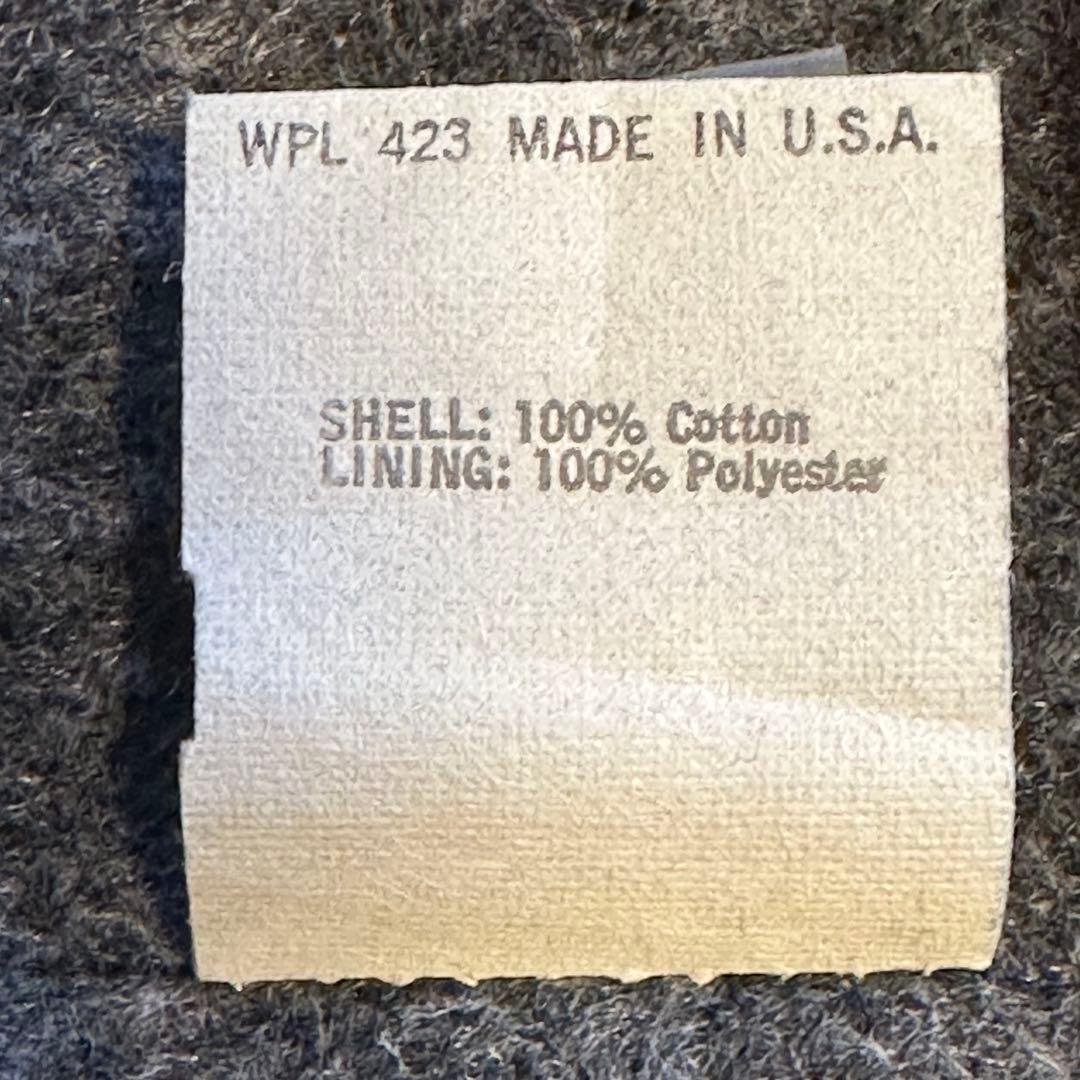 WPL 423 MADE IN U.S.A.
SHELL: 100% Cotton
LINING: 100% Polyester